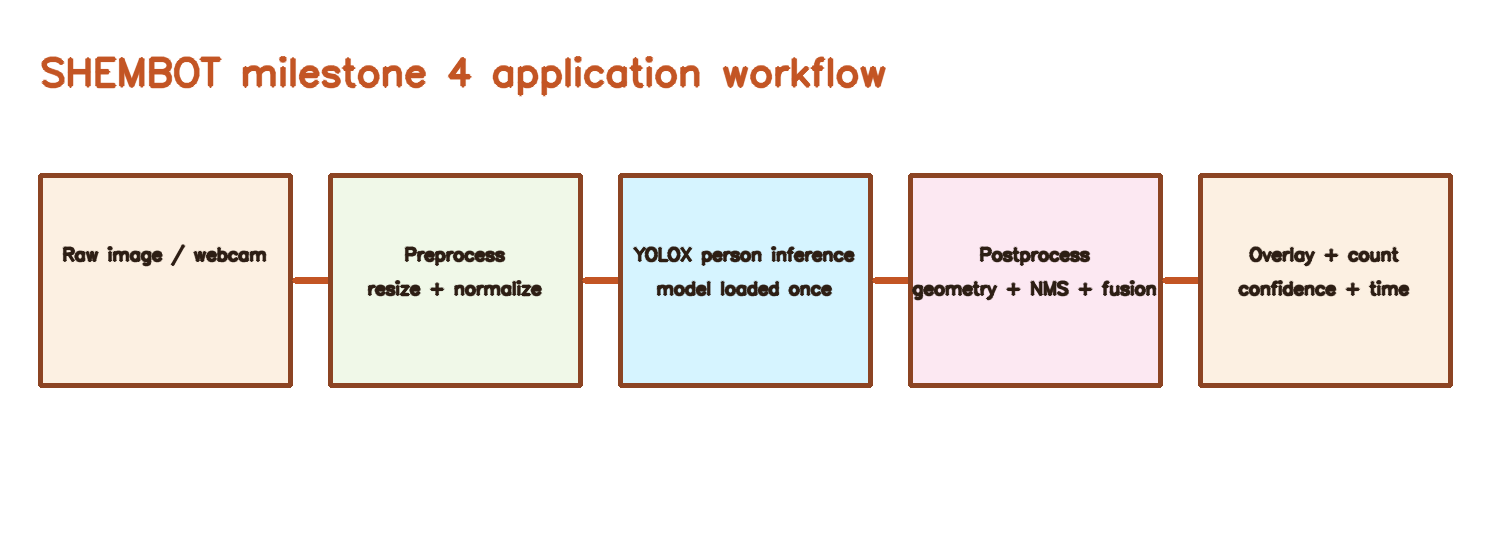 SHEMBOT milestone 4 application workflow
Raw image / webcam
Preprocess
resize + normalize
YOLOX person inference
model loaded once
Postprocess
geometry + NMS + fusion
Overlay + count
confidence + time